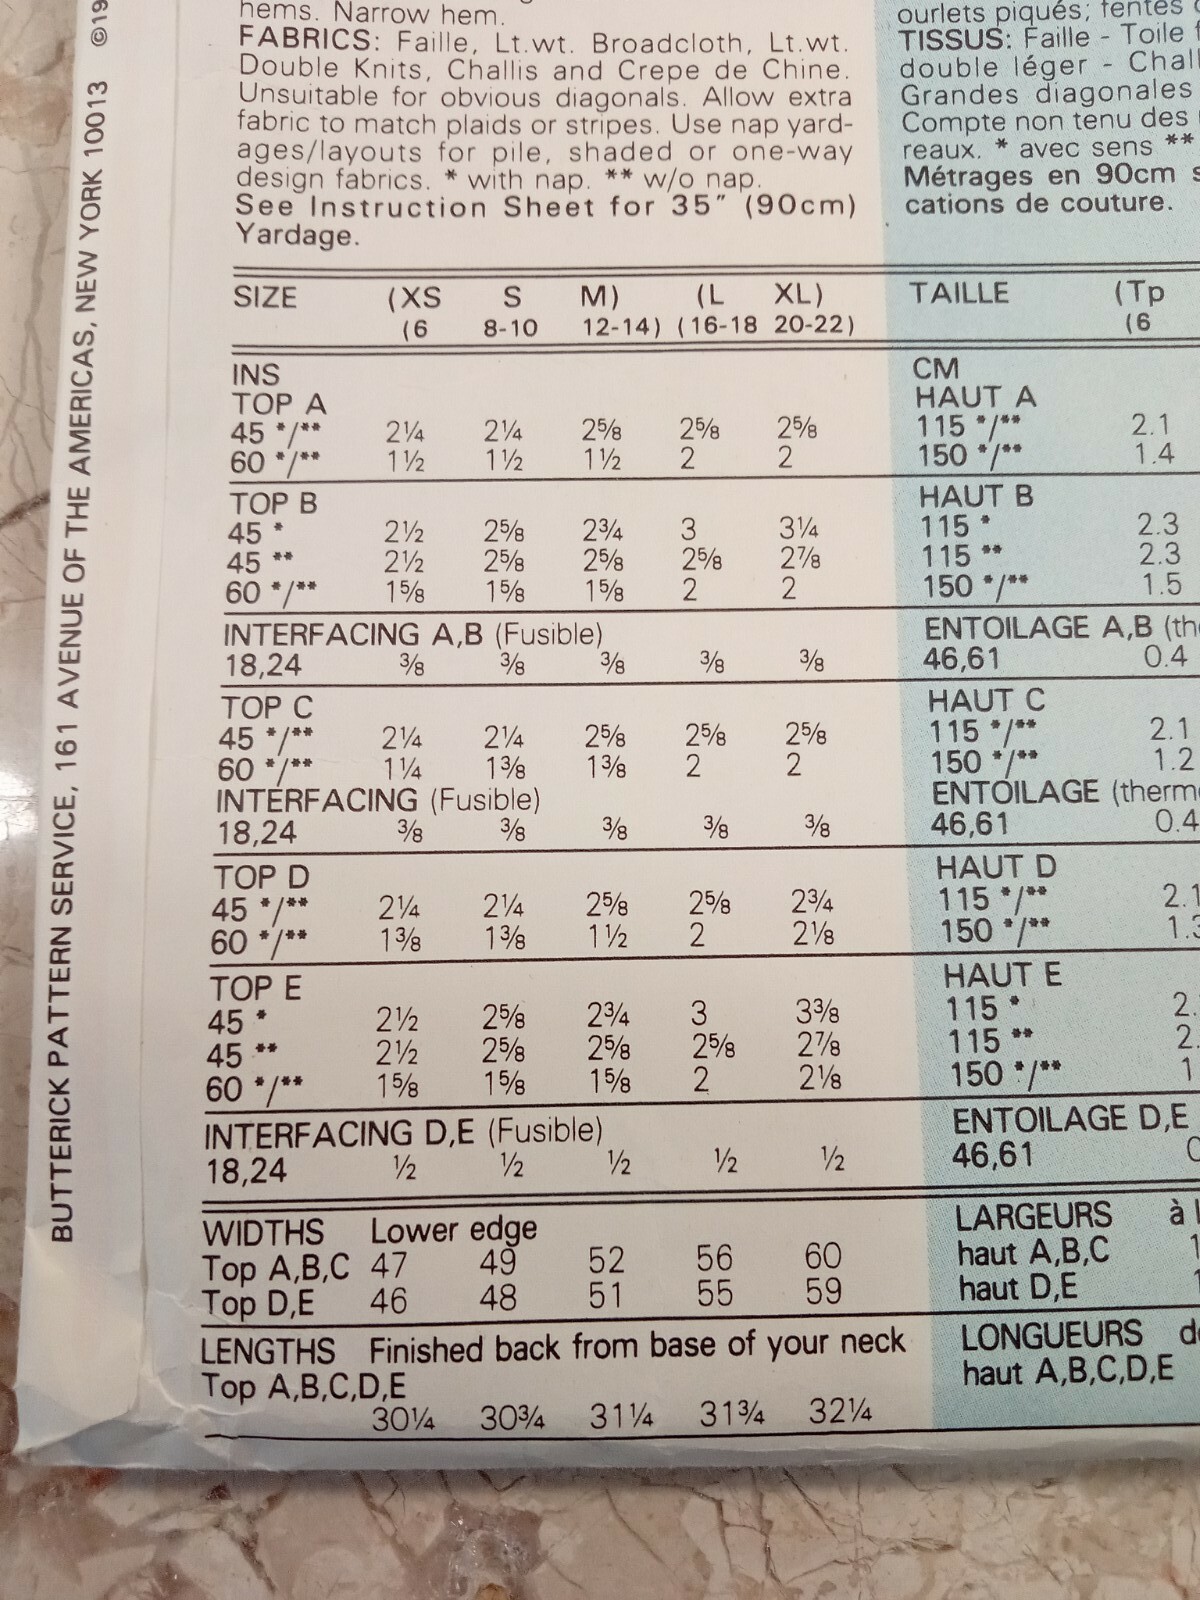 hems. Narrow hem.
FABRICS: Faille, Lt.wt. Broadcloth, Lt.wt.
Double Knits, Challis and Crepe de Chine.
Unsuitable for obvious diagonals. Allow extra
fabric to match plaids or stripes. Use nap yard-
ages/layouts for pile, shaded or one-way
design fabrics. * with nap. ** w/o nap.
See Instruction Sheet for 35" (90cm)
Yardage.
SIZE (XS S M) (L XL)
(6 8-10 12-14) (16-18 20-22)
INS
TOP A
45 */** 2¼ 2¼ 2⅝ 2⅝ 2⅝
60 */** 1½ 1½ 1½ 2 2
TOP B
45 * 2½ 2⅝ 2¾ 3 3¼
45 ** 2½ 2⅝ 2⅝ 2⅝ 2⅞
60 */** 1⅝ 1⅝ 1⅝ 2 2
INTERFACING A,B (Fusible)
18,24 ⅜ ⅜ ⅜ ⅜ ⅜
TOP C
45 */** 2¼ 2¼ 2⅝ 2⅝ 2⅝
60 */** 1¼ 1⅜ 1⅜ 2 2
INTERFACING (Fusible)
18,24 ⅜ ⅜ ⅜ ⅜ ⅜
TOP D
45 */** 2¼ 2¼ 2⅝ 2⅝ 2¾
60 */** 1⅜ 1⅜ 1½ 2 2⅛
TOP E
45 * 2½ 2⅝ 2¾ 3 3⅜
45 ** 2½ 2⅝ 2⅝ 2⅝ 2⅞
60 */** 1⅝ 1⅝ 1⅝ 2 2⅛
INTERFACING D,E (Fusible)
18,24 ½ ½ ½ ½ ½
WIDTHS Lower edge
Top A,B,C 47 49 52 56 60
Top D,E 46 48 51 55 59
LENGTHS Finished back from base of your neck
Top A,B,C,D,E
30¼ 30¾ 31¼ 31¾ 32¼
ourlets piqués; fentes
TISSUS: Faille - Toile
double léger - Chall
Grandes diagonales
Compte non tenu des
reaux. * avec sens **
Métrages en 90cm s
cations de couture.
TAILLE (Tp
(6
CM
HAUT A
115 */** 2.1
150 */** 1.4
HAUT B
115 * 2.3
115 ** 2.3
150 */** 1.5
ENTOILAGE A,B (the
46,61 0.4
HAUT C
115 */** 2.1
150 */** 1.2
ENTOILAGE (therm
46,61 0.4
HAUT D
115 */** 2.1
150 */** 1.3
HAUT E
115 * 2.
115 ** 2.
150 */** 1
ENTOILAGE D,E
46,61
LARGEURS à l
haut A,B,C 1
haut D,E
LONGUEURS d
haut A,B,C,D,E
BUTTERICK PATTERN SERVICE, 161 AVENUE OF THE AMERICAS, NEW YORK 10013 ©19